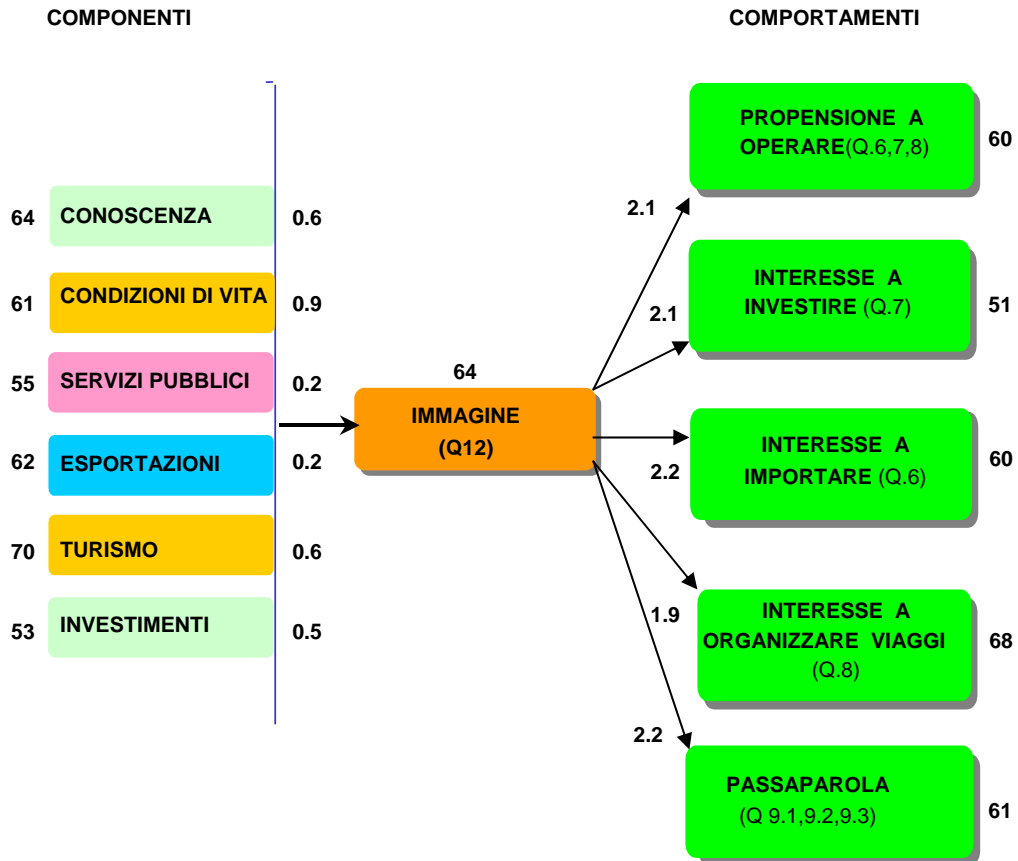 COMPONENTI
COMPORTAMENTI
PROPENSIONE A
OPERARE(Q.6,7,8)
60
2.1
64
CONOSCENZA
0.6
INTERESSE A
INVESTIRE (Q.7)
51
2.1
61
CONDIZIONI DI VITA
0.9
55
SERVIZI PUBBLICI
0.2
64
IMMAGINE
(Q12)
62
ESPORTAZIONI
0.2
INTERESSE A
IMPORTARE (Q.6)
60
2.2
70
TURISMO
0.6
53
INVESTIMENTI
0.5
1.9
INTERESSE A
ORGANIZZARE VIAGGI
(Q.8)
68
2.2
PASSAPAROLA
(Q 9.1,9.2,9.3)
61